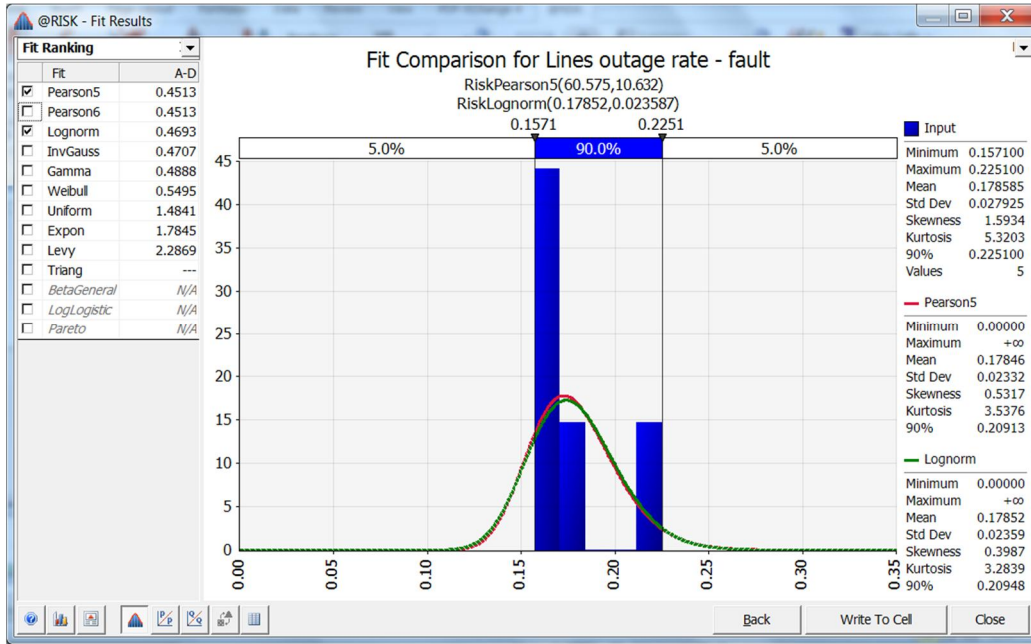 @RISK - Fit Results
Fit Ranking
Fit A-D
Pearson5 0.4513
Pearson6 0.4513
Lognorm 0.4693
InvGauss 0.4707
Gamma 0.4888
Weibull 0.5495
Uniform 1.4841
Expon 1.7845
Levy 2.2869
Triang ---
BetaGeneral N/A
LogLogistic N/A
Pareto N/A
Fit Comparison for Lines outage rate - fault
RiskPearson5(60.575,10.632)
RiskLognorm(0.17852,0.023587)
0.1571 0.2251
5.0% 90.0% 5.0%
45
40
35
30
25
20
15
10
5
0
0.00 0.05 0.10 0.15 0.20 0.25 0.30 0.35
Input
Minimum 0.157100
Maximum 0.225100
Mean 0.178585
Std Dev 0.027925
Skewness 1.5934
Kurtosis 5.3203
90% 0.225100
Values 5
Pearson5
Minimum 0.00000
Maximum +∞
Mean 0.17846
Std Dev 0.02332
Skewness 0.5317
Kurtosis 3.5376
90% 0.20913
Lognorm
Minimum 0.00000
Maximum +∞
Mean 0.17852
Std Dev 0.02359
Skewness 0.3987
Kurtosis 3.2839
90% 0.20948
Back Write To Cell Close